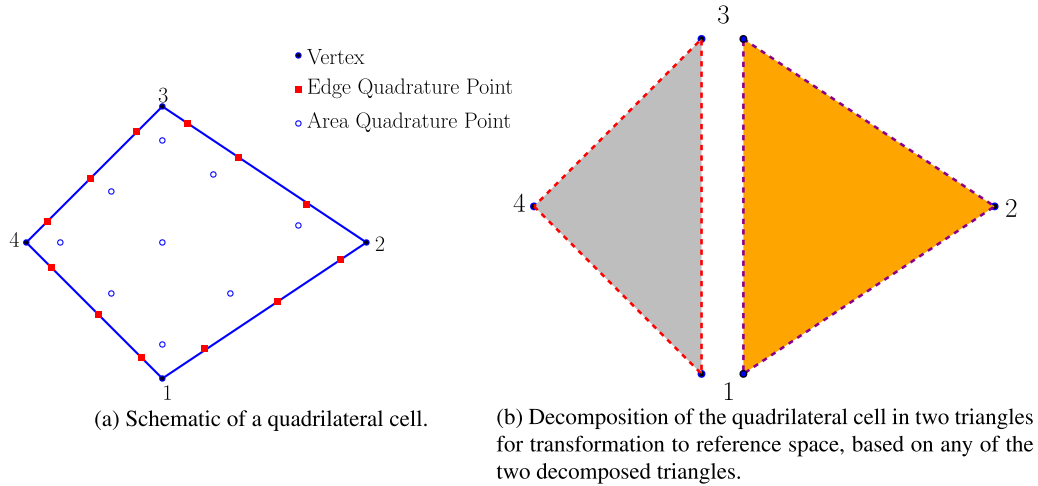 3
Vertex
Edge Quadrature Point
Area Quadrature Point
4
2
1
(a) Schematic of a quadrilateral cell.
3
4
2
1
(b) Decomposition of the quadrilateral cell in two triangles
for transformation to reference space, based on any of the
two decomposed triangles.